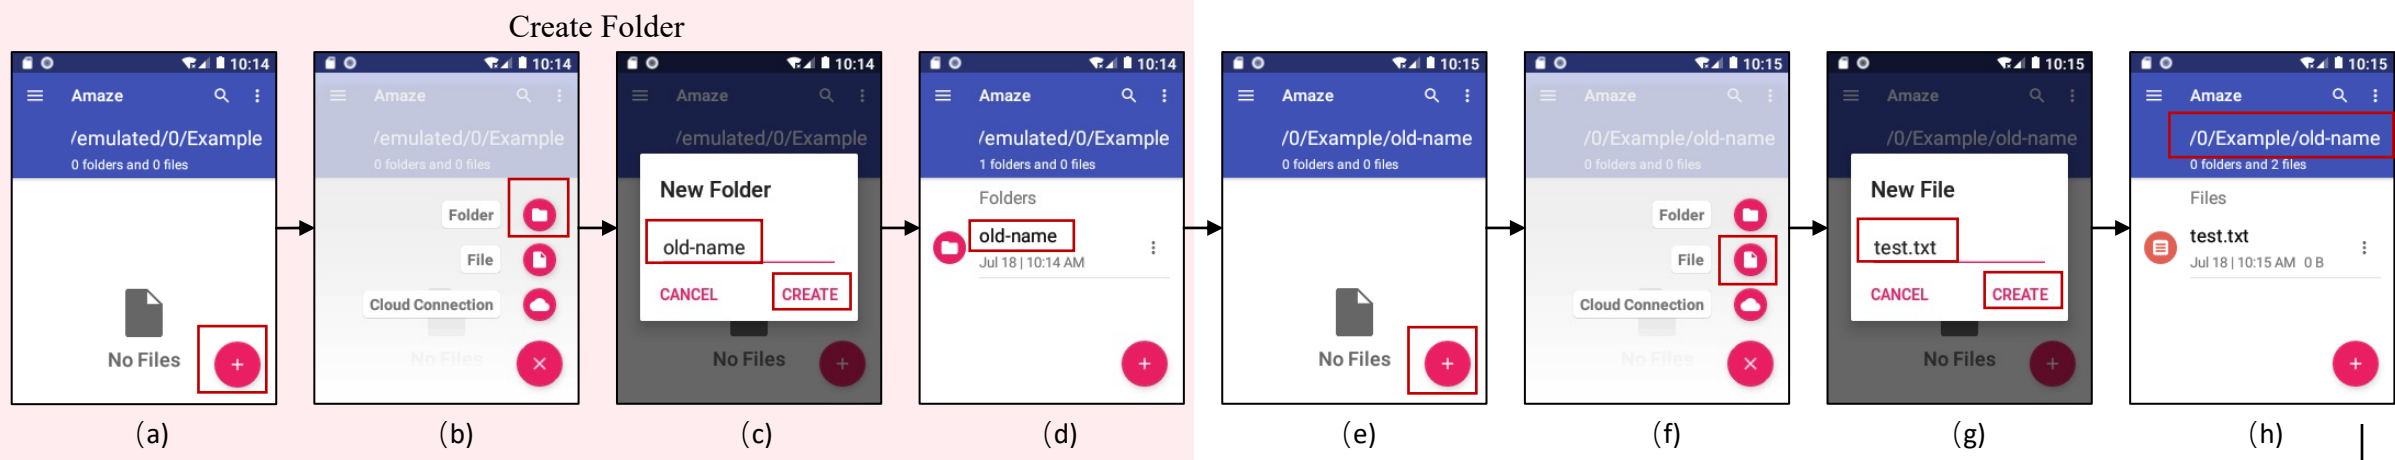 Create Folder
10:14
Amaze
/emulated/0/Example
0 folders and 0 files
No Files
(a)
10:14
Amaze
/emulated/0/Example
0 folders and 0 files
Folder
File
Cloud Connection
No Files
(b)
10:14
Amaze
/emulated/0/Example
New Folder
old-name
CANCEL
CREATE
No Files
(c)
10:14
Amaze
/emulated/0/Example
1 folders and 0 files
Folders
old-name
Jul 18 | 10:14 AM
(d)
10:15
Amaze
/0/Example/old-name
0 folders and 0 files
No Files
(e)
10:15
Amaze
/0/Example/old-name
0 folders and 0 files
Folder
File
Cloud Connection
No Files
(f)
10:15
Amaze
/0/Example/old-name
New File
test.txt
CANCEL
CREATE
No Files
(g)
10:15
Amaze
/0/Example/old-name
0 folders and 2 files
Files
test.txt
Jul 18 | 10:15 AM 0 B
(h)